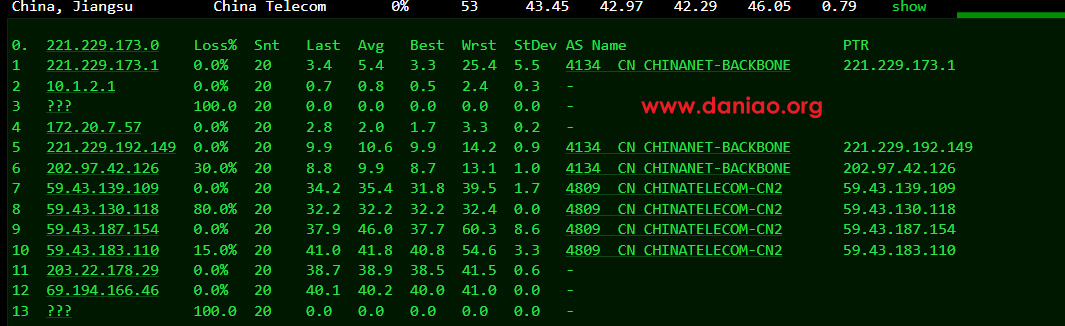 China, Jiangsu China Telecom 0% 53 43.45 42.97 42.29 46.05 0.79 show
0. 221.229.173.0 Loss% Snt Last Avg Best Wrst StDev AS Name PTR
1 221.229.173.1 0.0% 20 3.4 5.4 3.3 25.4 5.5 4134 CN CHINANET-BACKBONE 221.229.173.1
2 10.1.2.1 0.0% 20 0.7 0.8 0.5 2.4 0.3 -
3 ??? 100.0 20 0.0 0.0 0.0 0.0 0.0 -
www.daniao.org
4 172.20.7.57 0.0% 20 2.8 2.0 1.7 3.3 0.2 -
5 221.229.192.149 0.0% 20 9.9 10.6 9.9 14.2 0.9 4134 CN CHINANET-BACKBONE 221.229.192.149
6 202.97.42.126 30.0% 20 8.8 9.9 8.7 13.1 1.0 4134 CN CHINANET-BACKBONE 202.97.42.126
7 59.43.139.109 0.0% 20 34.2 35.4 31.8 39.5 1.7 4809 CN CHINATELECOM-CN2 59.43.139.109
8 59.43.130.118 80.0% 20 32.2 32.2 32.2 32.4 0.0 4809 CN CHINATELECOM-CN2 59.43.130.118
9 59.43.187.154 0.0% 20 37.9 46.0 37.7 60.3 8.6 4809 CN CHINATELECOM-CN2 59.43.187.154
10 59.43.183.110 15.0% 20 41.0 41.8 40.8 54.6 3.3 4809 CN CHINATELECOM-CN2 59.43.183.110
11 203.22.178.29 0.0% 20 38.7 38.9 38.5 41.5 0.6 -
12 69.194.166.46 0.0% 20 40.1 40.2 40.0 41.0 0.0 -
13 ??? 100.0 20 0.0 0.0 0.0 0.0 0.0 -